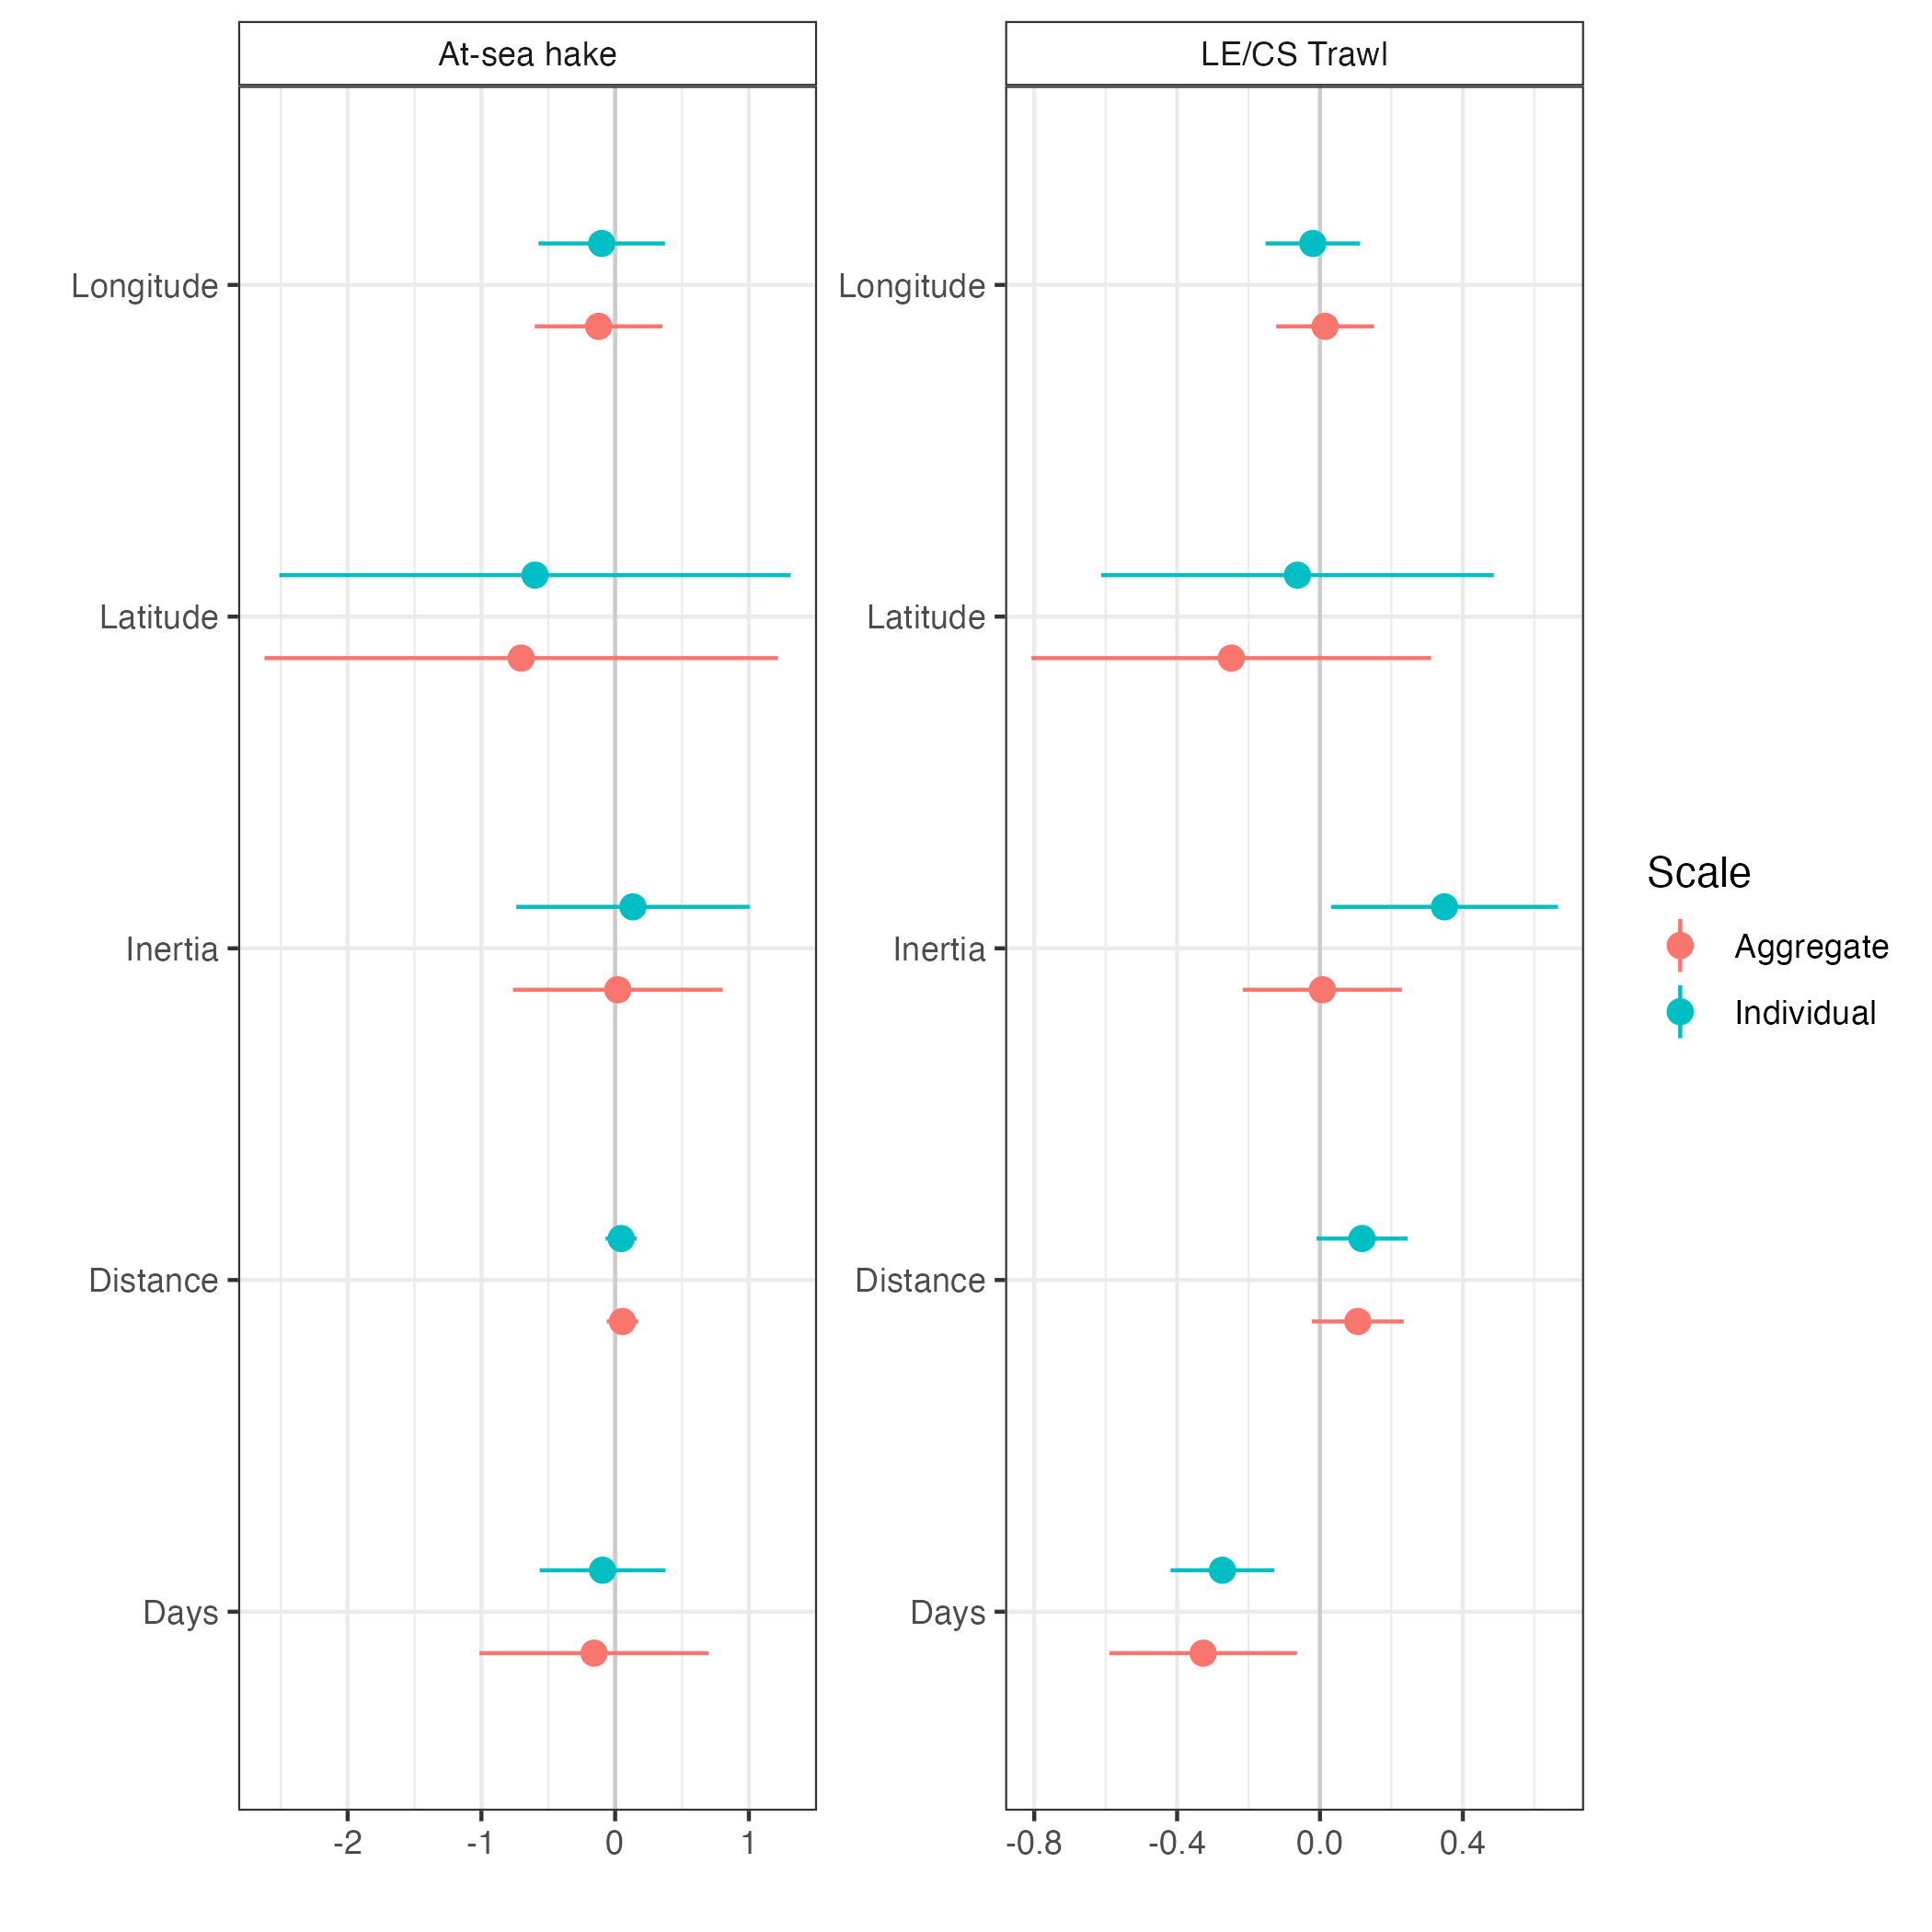 At-sea hake
LE/CS Trawl
Longitude
Latitude
Inertia
Distance
Days
-2 -1 0 1
Longitude
Latitude
Inertia
Distance
Days
-0.8 -0.4 0.0 0.4
Scale
Aggregate
Individual